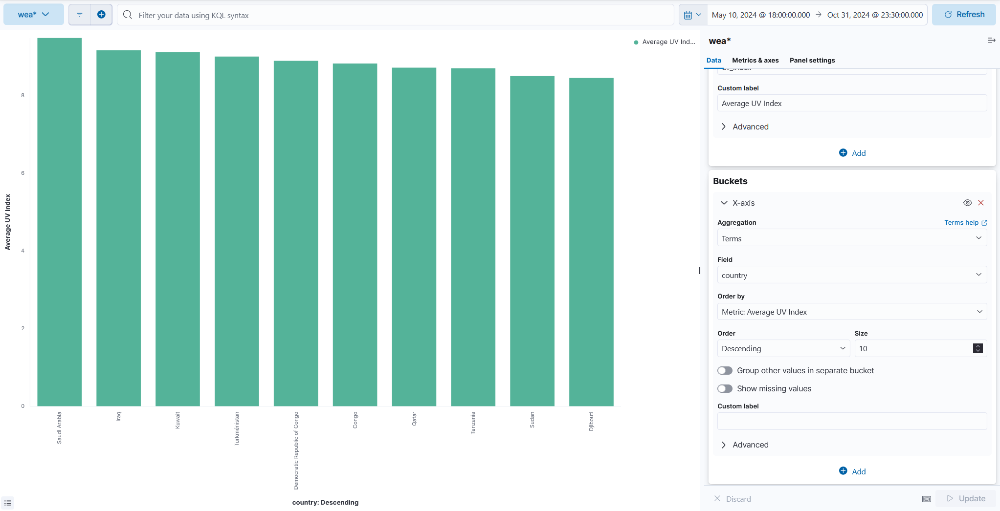 wea*
Filter your data using KQL syntax
May 10, 2024 @ 18:00:00.000 → Oct 31, 2024 @ 23:30:00.000
Refresh
Average UV Ind...
8
6
4
2
0
Average UV Index
Saudi Arabia
Iraq
Kuwait
Turkménistan
Democratic Republic of Congo
Congo
Qatar
Tanzania
Sudan
Djibouti
country: Descending
wea*
Data Metrics & axes Panel settings
uv_index
Custom label
Average UV Index
Advanced
Add
Buckets
X-axis
Aggregation Terms help
Terms
Field
country
Order by
Metric: Average UV Index
Order Size
Descending 10
Group other values in separate bucket
Show missing values
Custom label
Advanced
Add
Discard Update